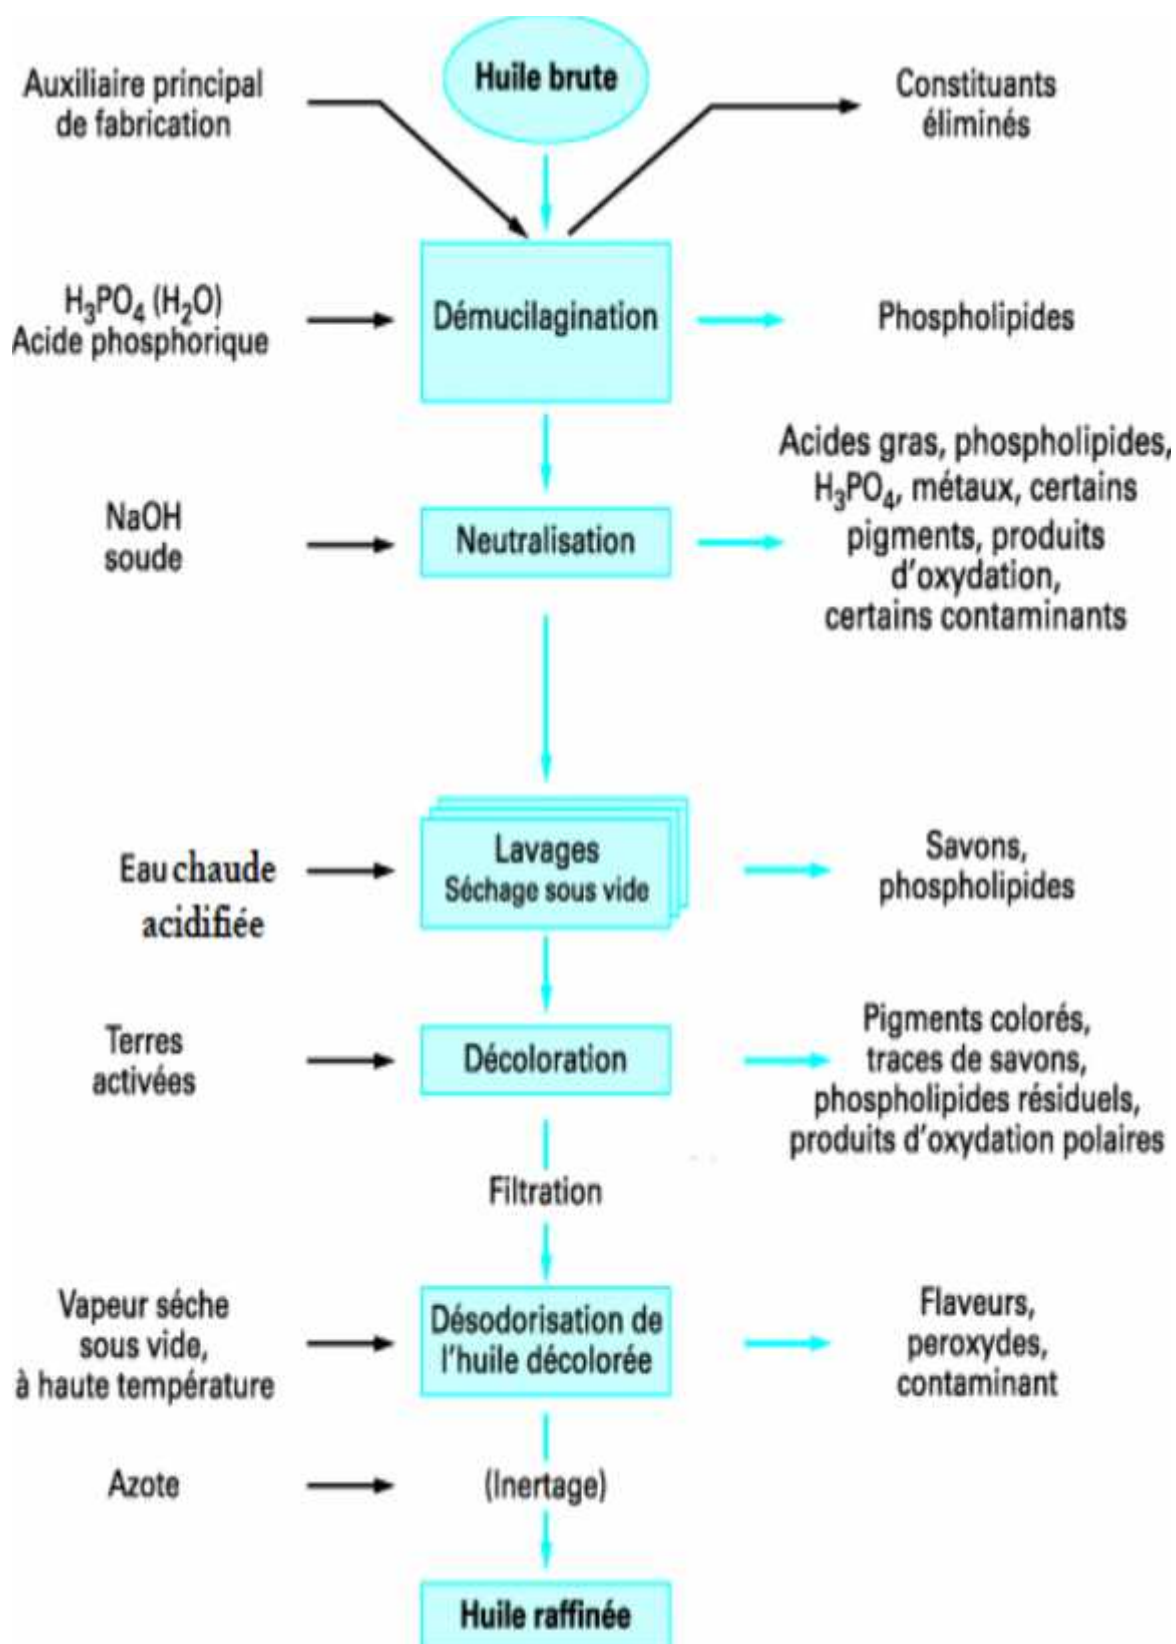 Huile brute
Auxiliaire principal
de fabrication
Constituants
éliminés
H₃PO₄ (H₂O)
Acide phosphorique
Démucilagination
Phospholipides
NaOH
soude
Neutralisation
Acides gras, phospholipides,
H₃PO₄, métaux, certains
pigments, produits
d'oxydation,
certains contaminants
Eau chaude
acidifiée
Lavages
Séchage sous vide
Savons,
phospholipides
Terres
activées
Décoloration
Pigments colorés,
traces de savons,
phospholipides résiduels,
produits d'oxydation polaires
Filtration
Vapeur séche
sous vide,
à haute température
Désodorisation de
l'huile décolorée
Flaveurs,
peroxydes,
contaminant
Azote
(Inertage)
Huile raffinée